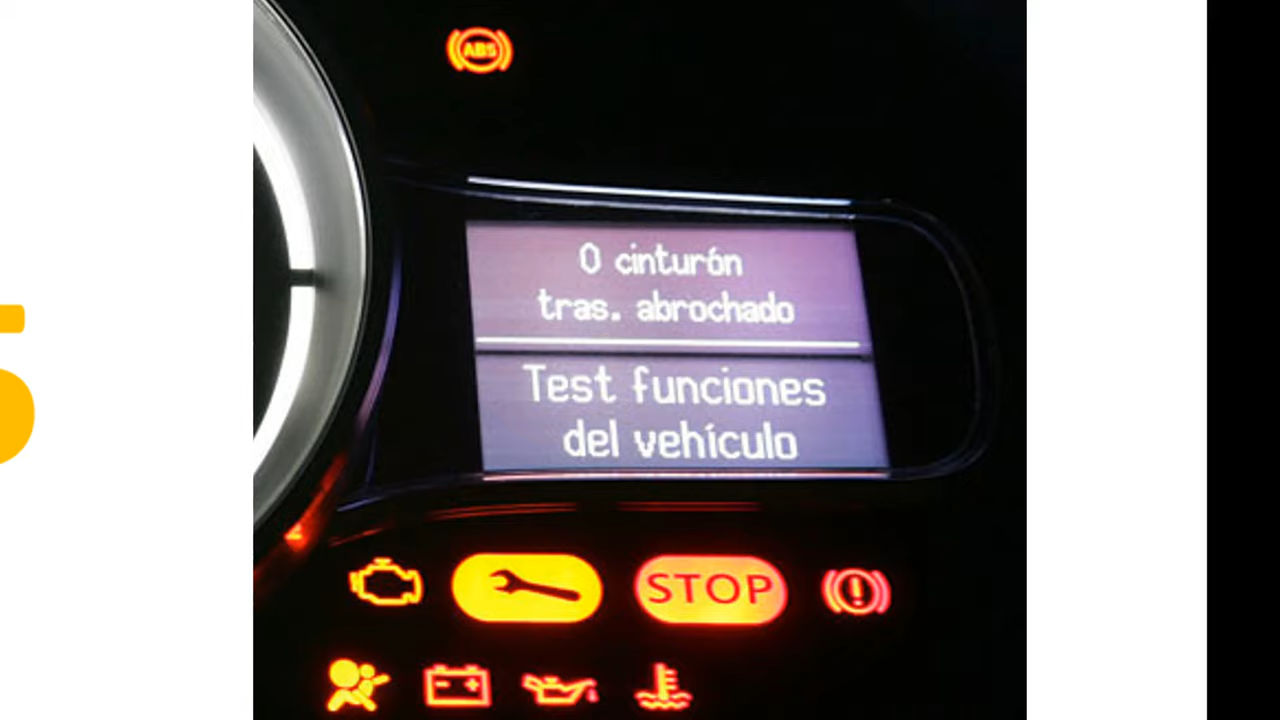 ABS
0 cinturón
tras. abrochado
Test funciones
del vehículo
STOP